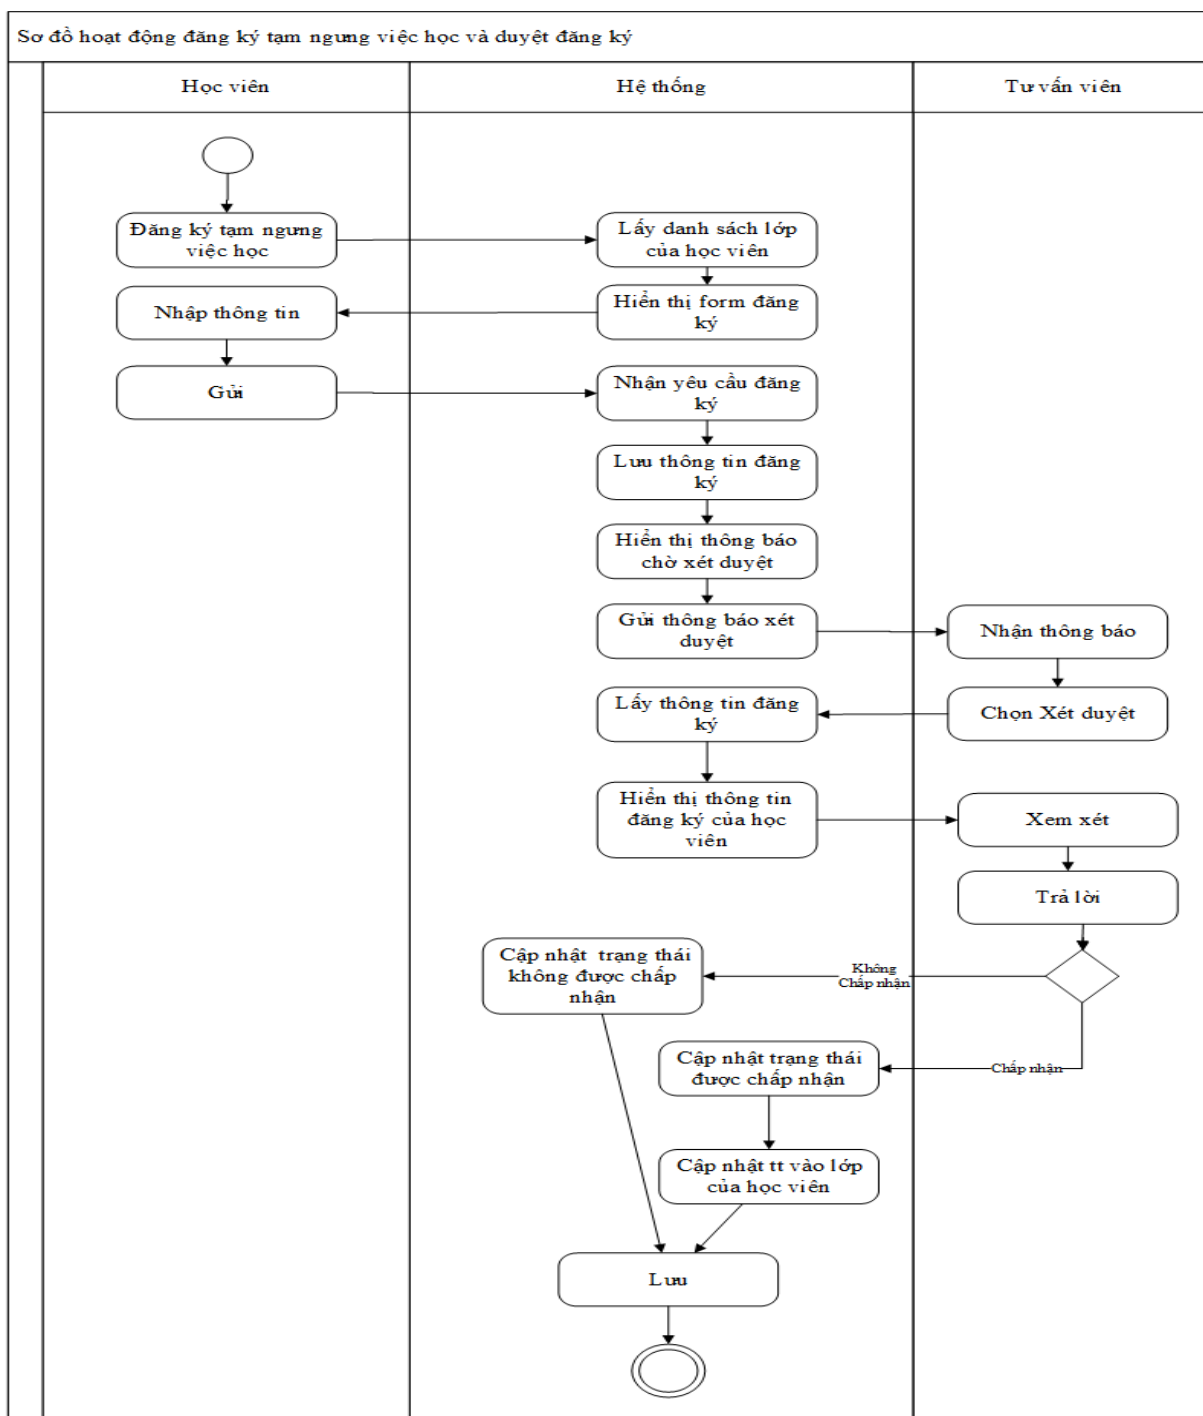 Sơ đồ hoạt động đăng ký tạm ngưng việc học và duyệt đăng ký
Học viên
Hệ thống
Tư vấn viên
Đăng ký tạm ngưng
việc học
Lấy danh sách lớp
của học viên
Hiển thị form đăng
ký
Nhập thông tin
Gửi
Nhận yêu cầu đăng
ký
Lưu thông tin đăng
ký
Hiển thị thông báo
chờ xét duyệt
Gửi thông báo xét
duyệt
Nhận thông báo
Chọn Xét duyệt
Lấy thông tin đăng
ký
Hiển thị thông tin
đăng ký của học
viên
Xem xét
Trả lời
Không
Chấp nhận
Cập nhật trạng thái
không được chấp
nhận
Chấp nhận
Cập nhật trạng thái
được chấp nhận
Cập nhật tt vào lớp
của học viên
Lưu